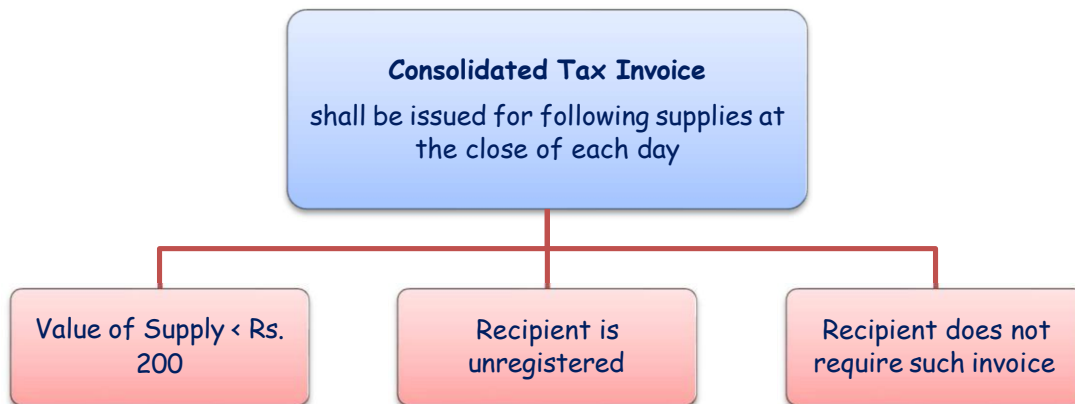 Consolidated Tax Invoice
shall be issued for following supplies at
the close of each day
Value of Supply < Rs.
200
Recipient is
unregistered
Recipient does not
require such invoice